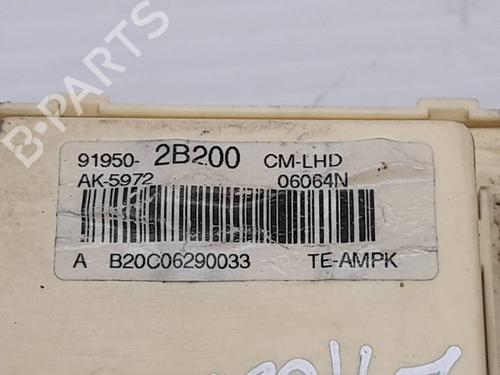 B-PARTS
91950- 2B200 CM-LHD
AK-5972 06064N
A B20C06290033 TE-AMPK